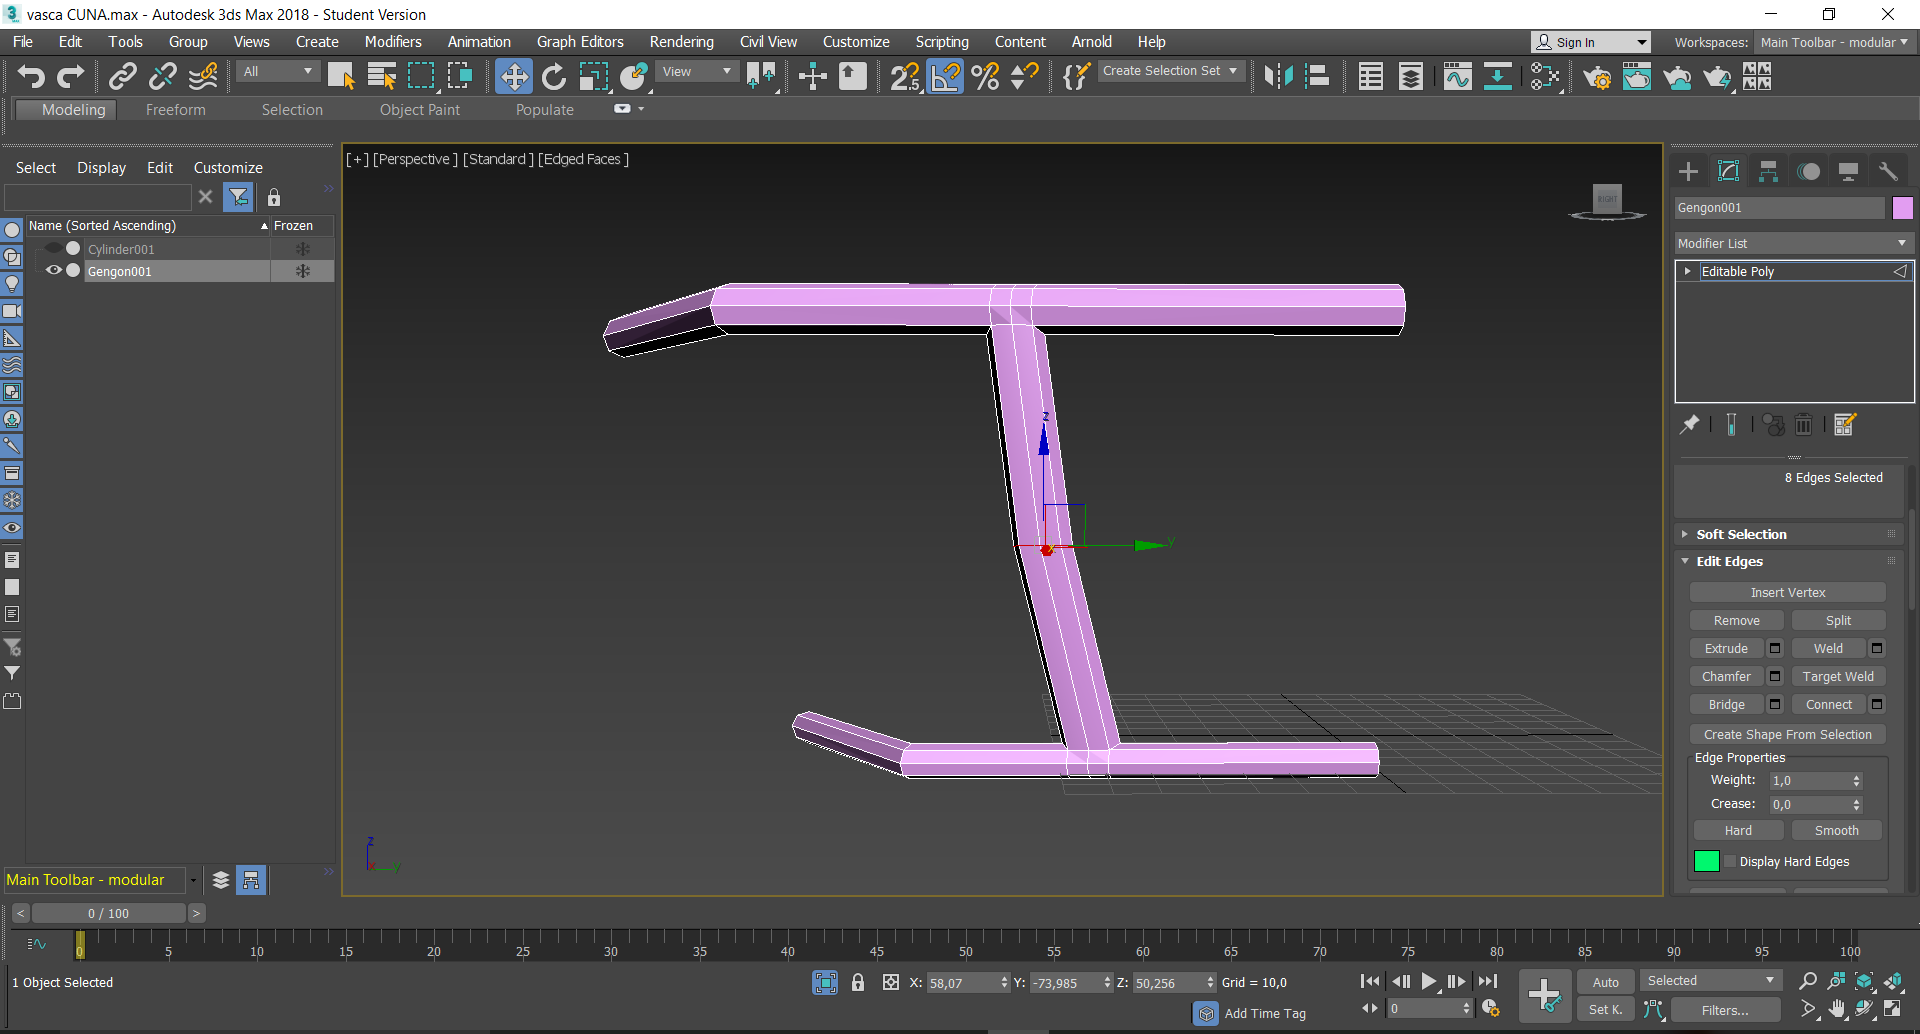 vasca CUNA.max - Autodesk 3ds Max 2018 - Student Version
File Edit Tools Group Views Create Modifiers Animation Graph Editors Rendering Civil View Customize Scripting Content Arnold Help
Sign In
Workspaces: Main Toolbar - modular
All
View
2.5
Create Selection Set
Modeling Freeform Selection Object Paint Populate
Select Display Edit Customize
Name (Sorted Ascending) Frozen
Cylinder001
Gengon001
[+] [Perspective] [Standard] [Edged Faces]
RIGHT
z
y
x
z
x
y
Gengon001
Modifier List
Editable Poly
8 Edges Selected
Soft Selection
Edit Edges
Insert Vertex
Remove Split
Extrude Weld
Chamfer Target Weld
Bridge Connect
Create Shape From Selection
Edge Properties
Weight: 1,0
Crease: 0,0
Hard Smooth
Display Hard Edges
Main Toolbar - modular
< 0 / 100 >
0 5 10 15 20 25 30 35 40 45 50 55 60 65 70 75 80 85 90 95 100
1 Object Selected
X: 58,07 Y: -73,985 Z: 50,256 Grid = 10,0
Add Time Tag
0
Auto Selected
Set K. Filters...